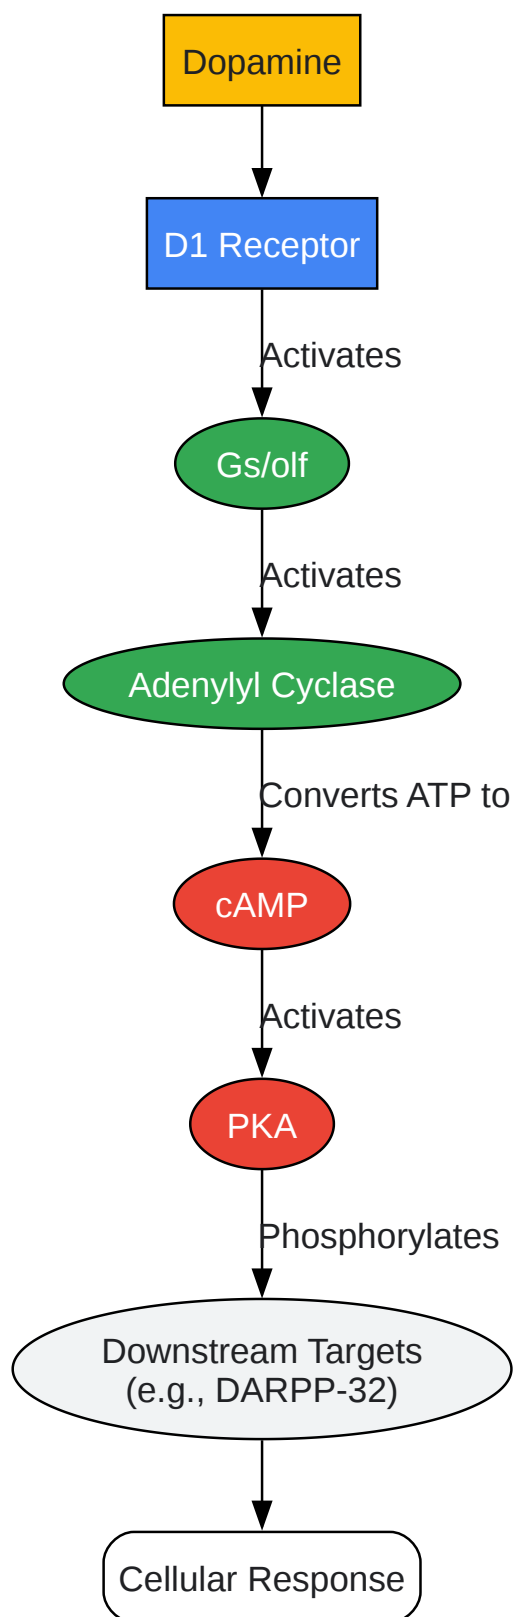 Dopamine
D1 Receptor
Activates
Gs/olf
Activates
Adenylyl Cyclase
Converts ATP to
cAMP
Activates
PKA
Phosphorylates
Downstream Targets
(e.g., DARPP-32)
Cellular Response